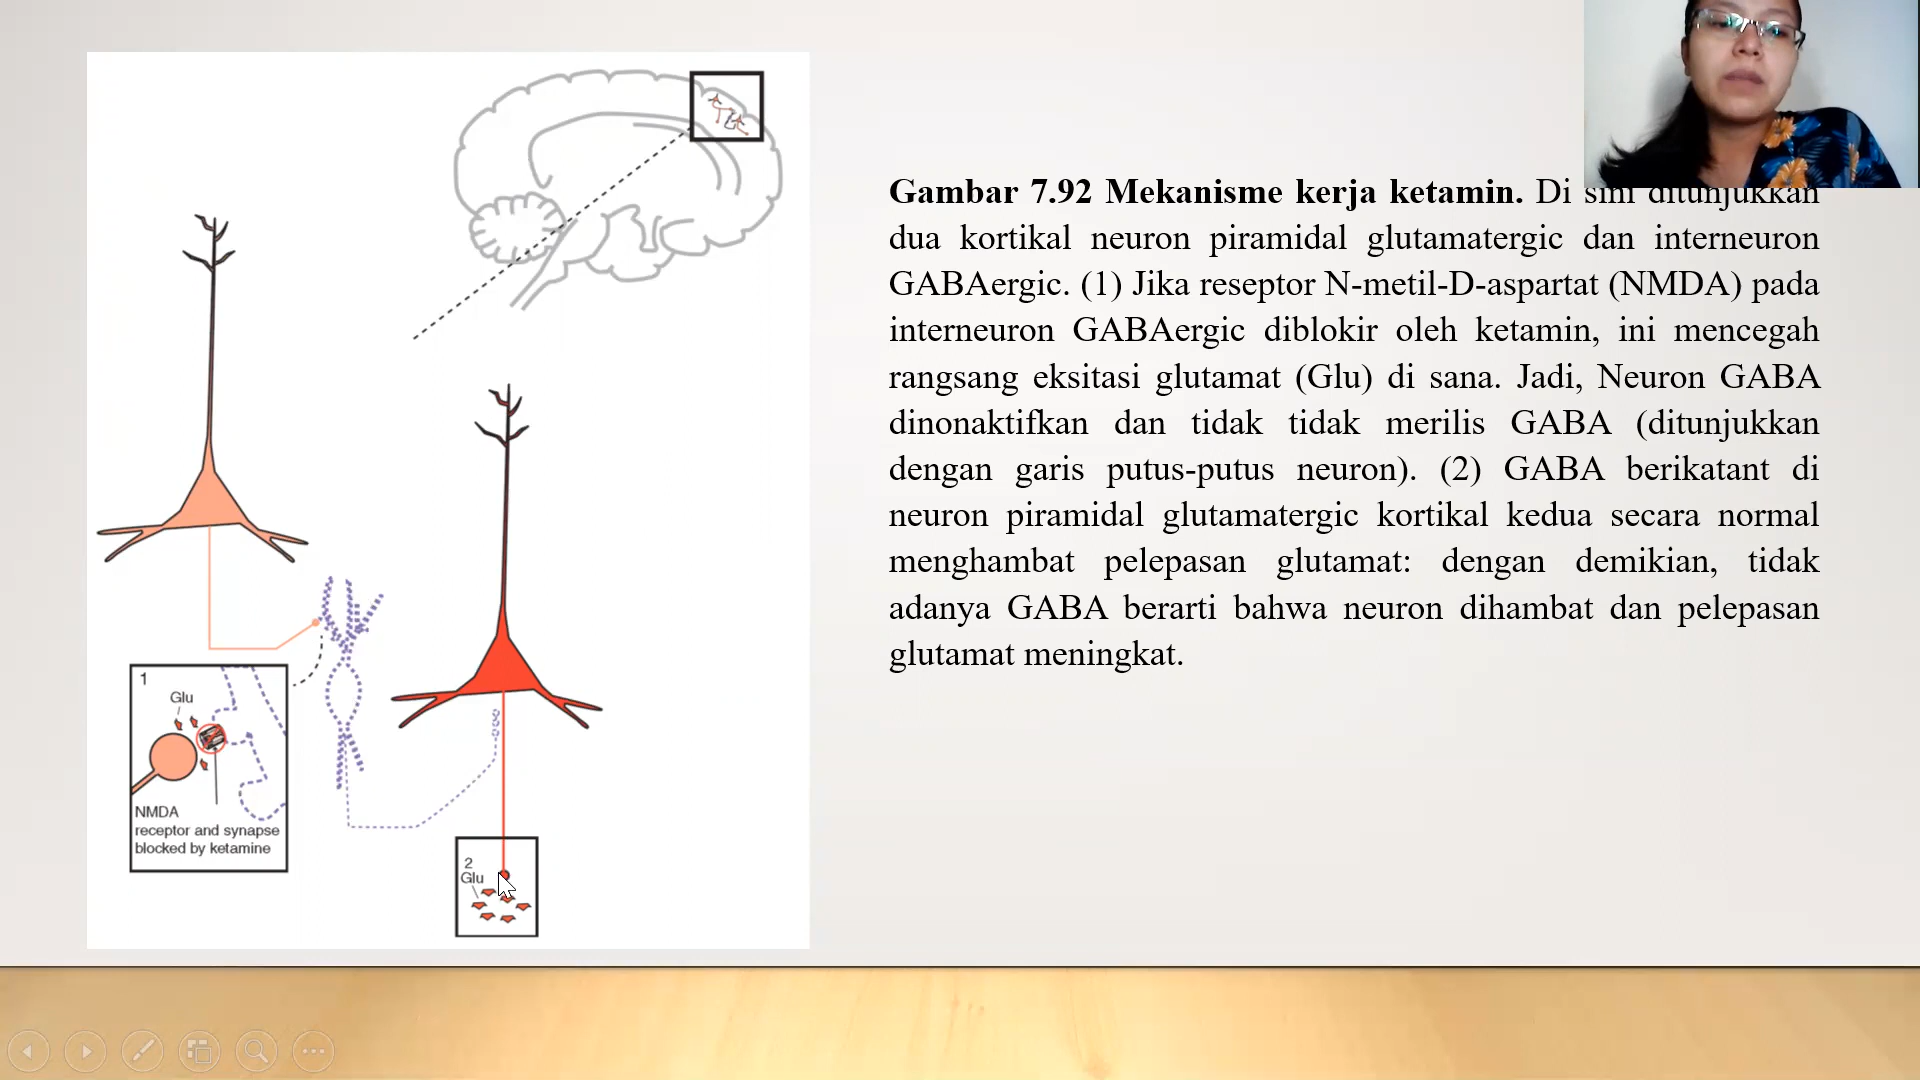 Gambar 7.92 Mekanisme kerja ketamin. Di sini ditunjukkan
dua kortikal neuron piramidal glutamatergic dan interneuron
GABAergic. (1) Jika reseptor N-metil-D-aspartat (NMDA) pada
interneuron GABAergic diblokir oleh ketamin, ini mencegah
rangsang eksitasi glutamat (Glu) di sana. Jadi, Neuron GABA
dinonaktifkan dan tidak tidak merilis GABA (ditunjukkan
dengan garis putus-putus neuron). (2) GABA berikatant di
neuron piramidal glutamatergic kortikal kedua secara normal
menghambat pelepasan glutamat: dengan demikian, tidak
adanya GABA berarti bahwa neuron dihambat dan pelepasan
glutamat meningkat.
1
Glu
NMDA
receptor and synapse
blocked by ketamine
2
Glu